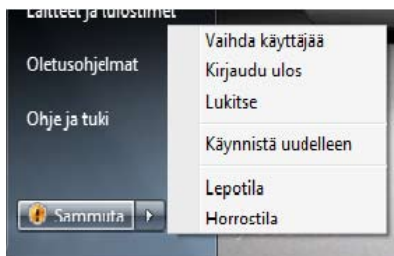 Laitteet ja tulostimet
Oletusohjelmat
Ohje ja tuki
Sammuta
Vaihda käyttäjää
Kirjaudu ulos
Lukitse
Käynnistä uudelleen
Lepotila
Horrostila